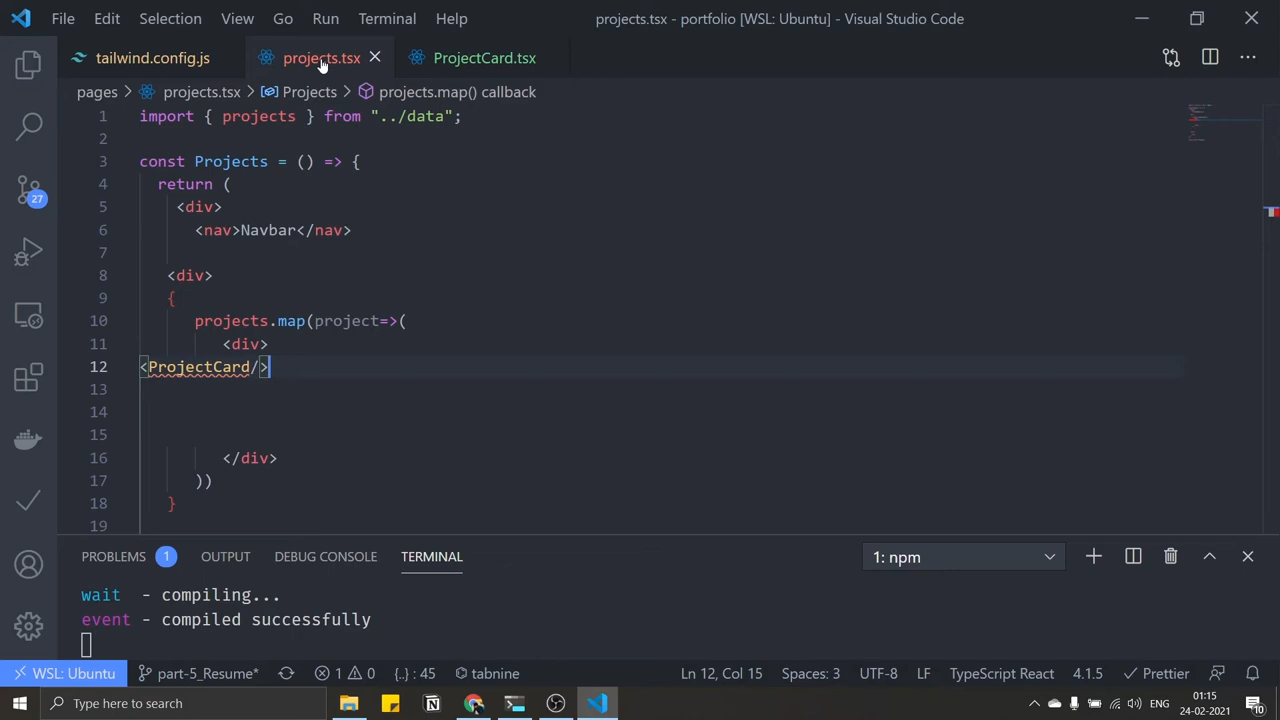 File Edit Selection View Go Run Terminal Help projects.tsx - portfolio [WSL: Ubuntu] - Visual Studio Code
tailwind.config.js projects.tsx ProjectCard.tsx
pages > projects.tsx > Projects > projects.map() callback
1 import { projects } from "../data";
2
3 const Projects = () => {
4 return (
5 <div>
6 <nav>Navbar</nav>
7
8 <div>
9 {
10 projects.map(project=>(
11 <div>
12 <ProjectCard/>
13
14
15
16 </div>
17 ))
18 }
19
27
PROBLEMS 1 OUTPUT DEBUG CONSOLE TERMINAL 1: npm
wait - compiling...
event - compiled successfully
WSL: Ubuntu part-5_Resume* 1 0 {..} : 45 tabnine Ln 12, Col 15 Spaces: 3 UTF-8 LF TypeScript React 4.1.5 Prettier
Type here to search ENG 01:15
24-02-2021 10